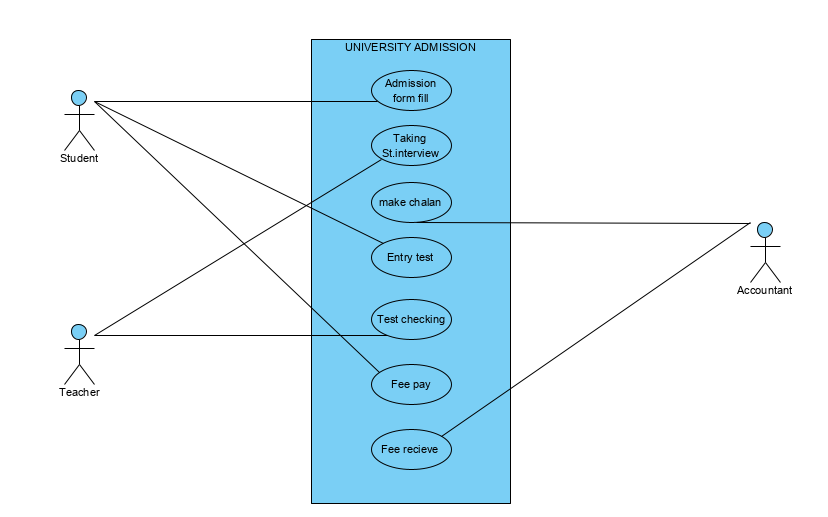 UNIVERSITY ADMISSION
Admission
form fill
Student
Taking
St.interview
make chalan
Entry test
Accountant
Test checking
Teacher
Fee pay
Fee recieve